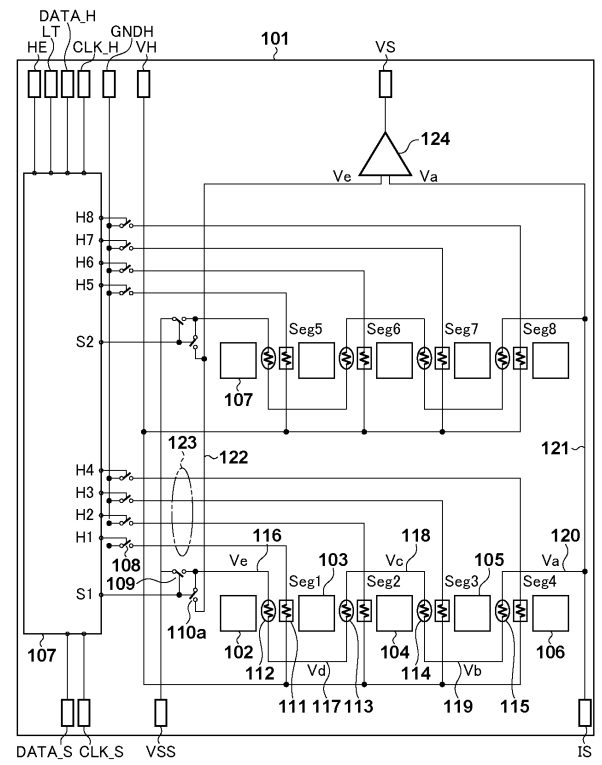 DATA_H
LT
HE
CLK_H
GNDH
VH
101
VS
124
Ve
Va
H8
H7
H6
H5
S2
Seg5
Seg6
Seg7
Seg8
107
123
122
121
H4
H3
H2
H1
108
109
S1
110a
116
118
120
Ve
103
Vc
105
Va
Seg1
Seg2
Seg3
Seg4
107
102
104
106
112
Vd
114
Vb
111
117
113
119
115
DATA_S
CLK_S
VSS
IS